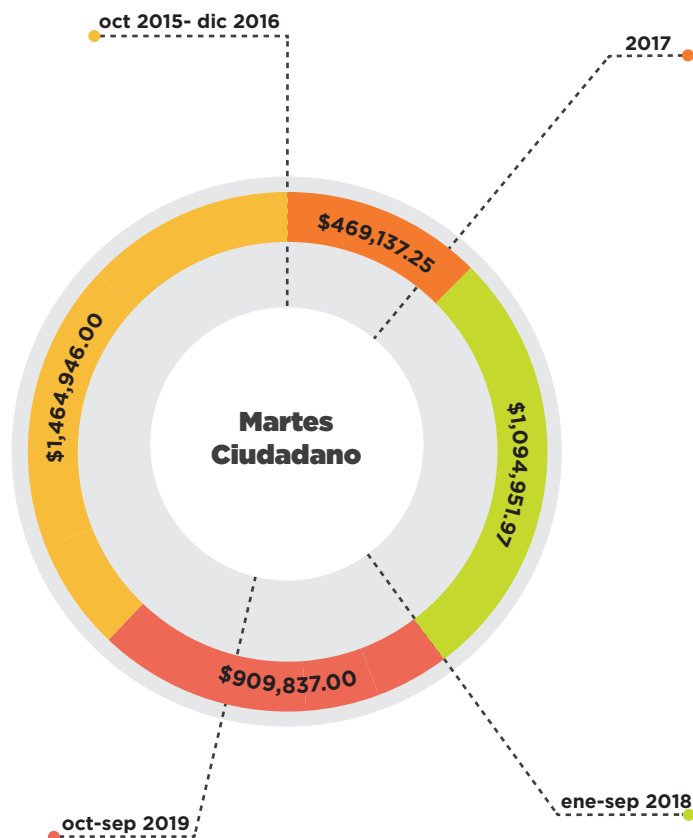 oct 2015- dic 2016
2017
$469,137.25
$1,464,946.00
$1,094,951.97
Martes
Ciudadano
$909,837.00
ene-sep 2018
oct-sep 2019